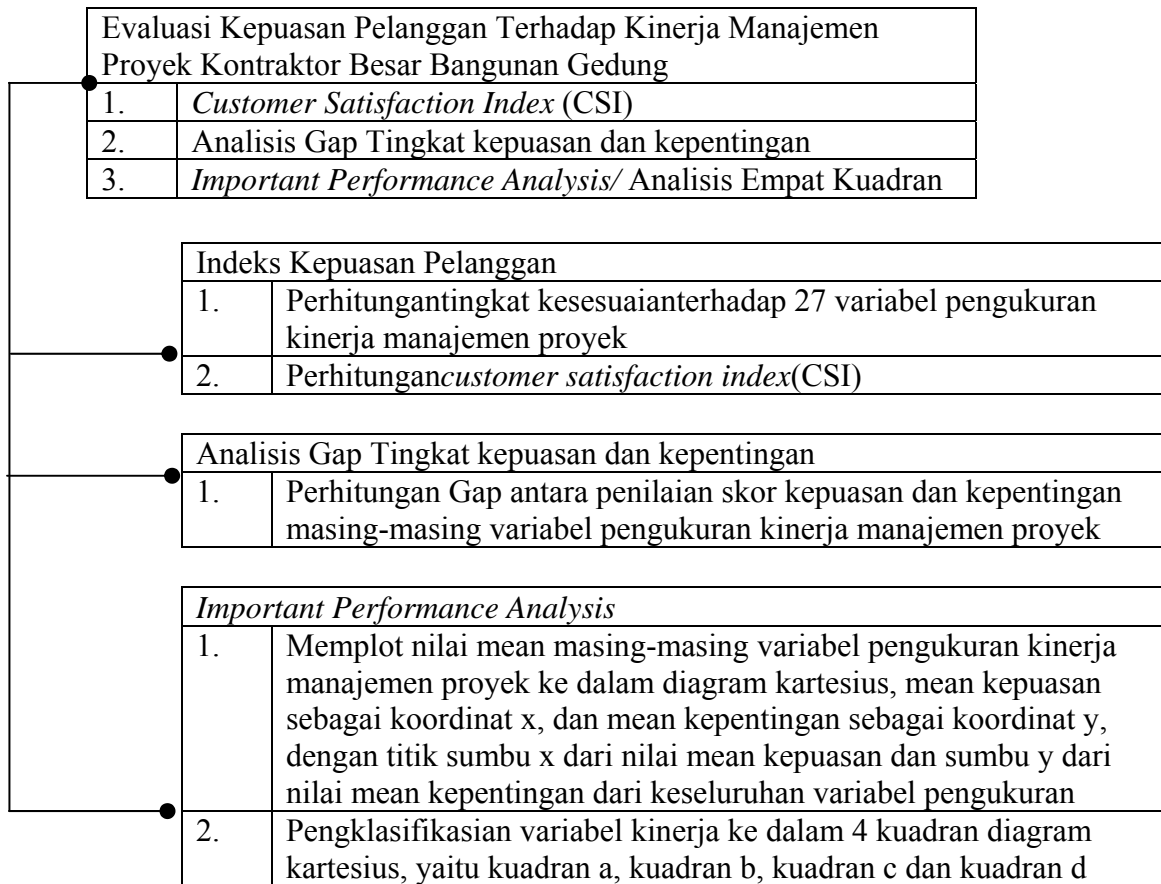 Evaluasi Kepuasan Pelanggan Terhadap Kinerja Manajemen
Proyek Kontraktor Besar Bangunan Gedung
1. Customer Satisfaction Index (CSI)
2. Analisis Gap Tingkat kepuasan dan kepentingan
3. Important Performance Analysis/ Analisis Empat Kuadran
Indeks Kepuasan Pelanggan
1. Perhitungantingkat kesesuaianterhadap 27 variabel pengukuran
kinerja manajemen proyek
2. Perhitungancustomer satisfaction index(CSI)
Analisis Gap Tingkat kepuasan dan kepentingan
1. Perhitungan Gap antara penilaian skor kepuasan dan kepentingan
masing-masing variabel pengukuran kinerja manajemen proyek
Important Performance Analysis
1. Memplot nilai mean masing-masing variabel pengukuran kinerja
manajemen proyek ke dalam diagram kartesius, mean kepuasan
sebagai koordinat x, dan mean kepentingan sebagai koordinat y,
dengan titik sumbu x dari nilai mean kepuasan dan sumbu y dari
nilai mean kepentingan dari keseluruhan variabel pengukuran
2. Pengklasifikasian variabel kinerja ke dalam 4 kuadran diagram
kartesius, yaitu kuadran a, kuadran b, kuadran c dan kuadran d